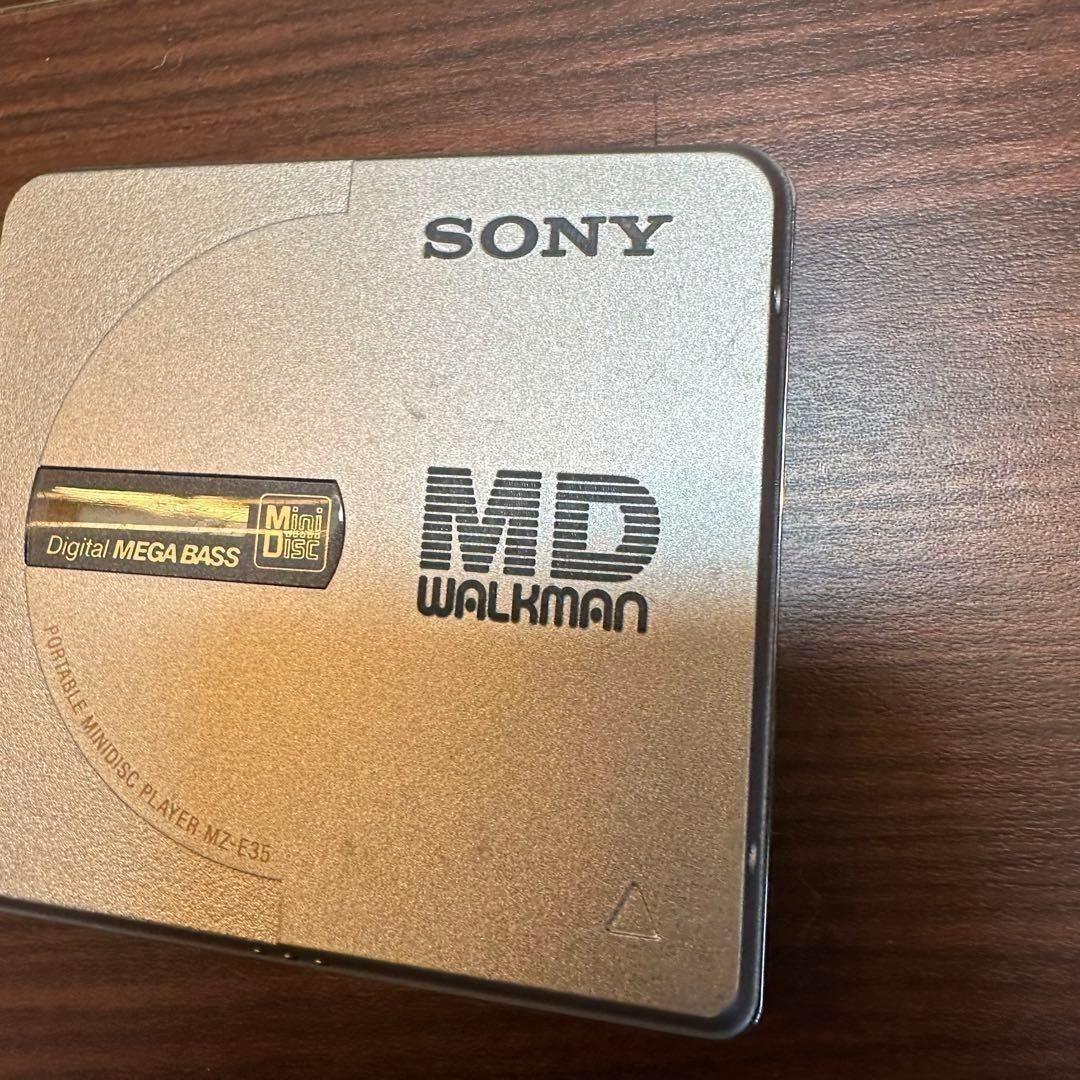 SONY
MD
WALKMAN
Mini
Disc
Digital MEGA BASS
PORTABLE MINIDISC PLAYER MZ-E35